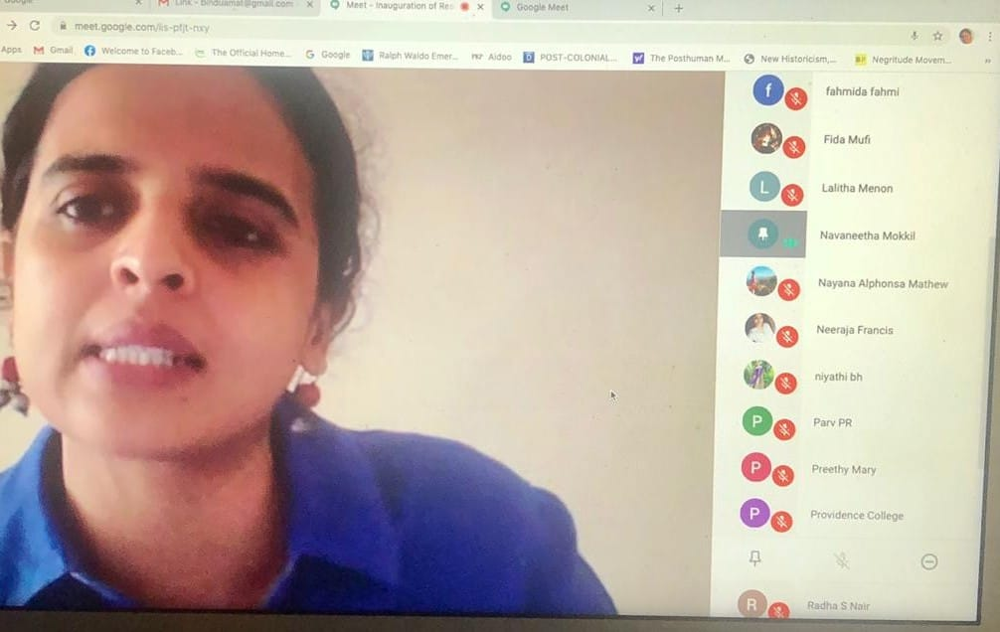 M Link - binduamat@gmail.com ×
Meet - Inauguration of Res ×
Google Meet × +
meet.google.com/iis-pfjt-nxy
Apps Gmail Welcome to Faceb... The Official Home... G Google Ralph Waldo Emer... Aidoo POST-COLONIAL... The Posthuman M... New Historicism,... Negritude Movem... »
f fahmida fahmi
Fida Mufi
L Lalitha Menon
Navaneetha Mokkil
Nayana Alphonsa Mathew
Neeraja Francis
niyathi bh
P Parv PR
P Preethy Mary
P Providence College
R Radha S Nair